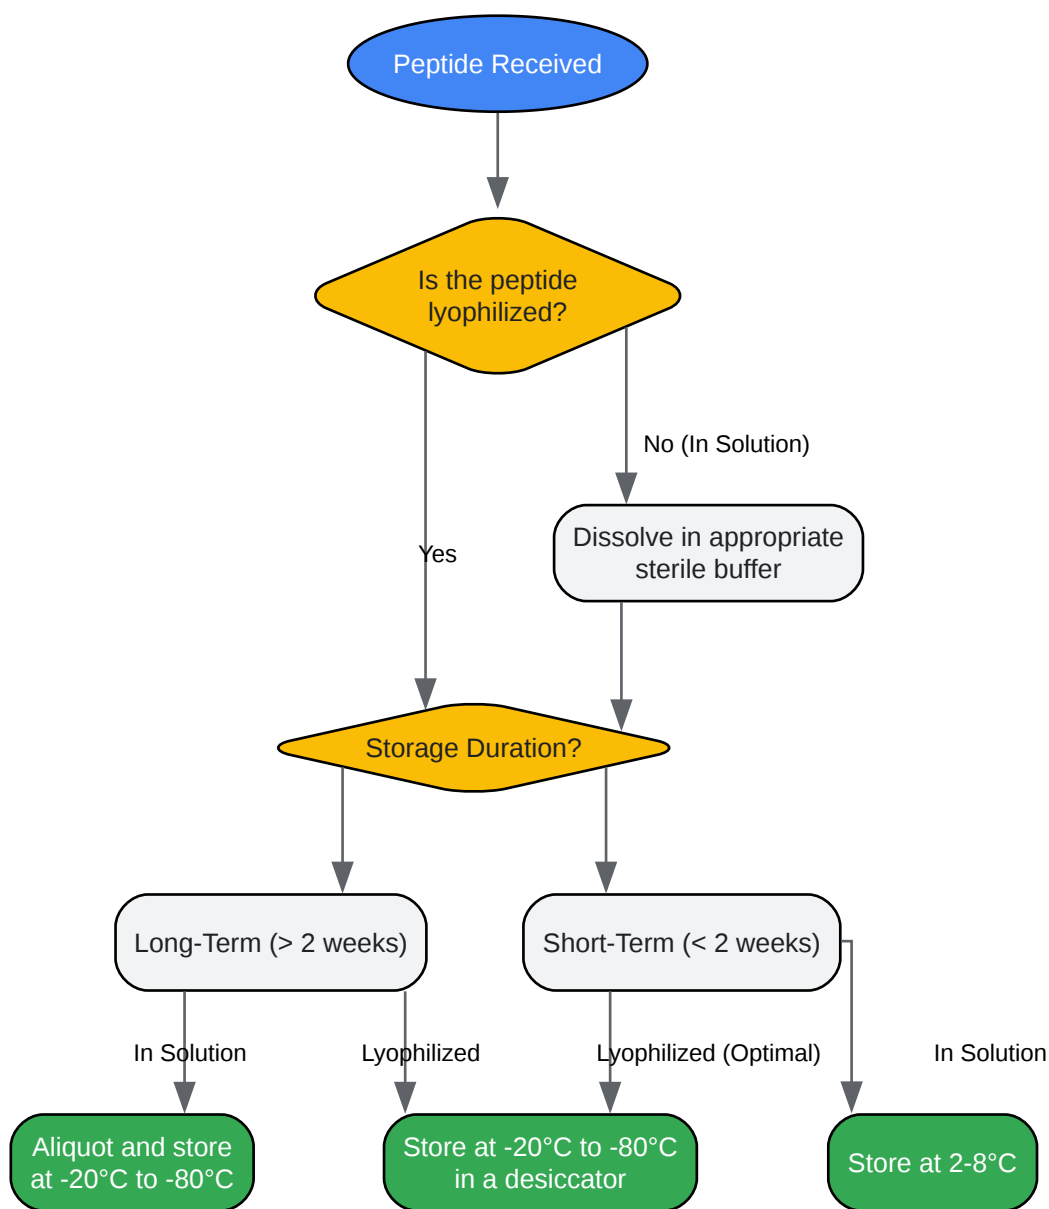 Peptide Received
Is the peptide
lyophilized?
No (In Solution)
Dissolve in appropriate
sterile buffer
Yes
Storage Duration?
Long-Term (> 2 weeks)
Short-Term (< 2 weeks)
In Solution
Lyophilized
Lyophilized (Optimal)
In Solution
Aliquot and store
at -20°C to -80°C
Store at -20°C to -80°C
in a desiccator
Store at 2-8°C